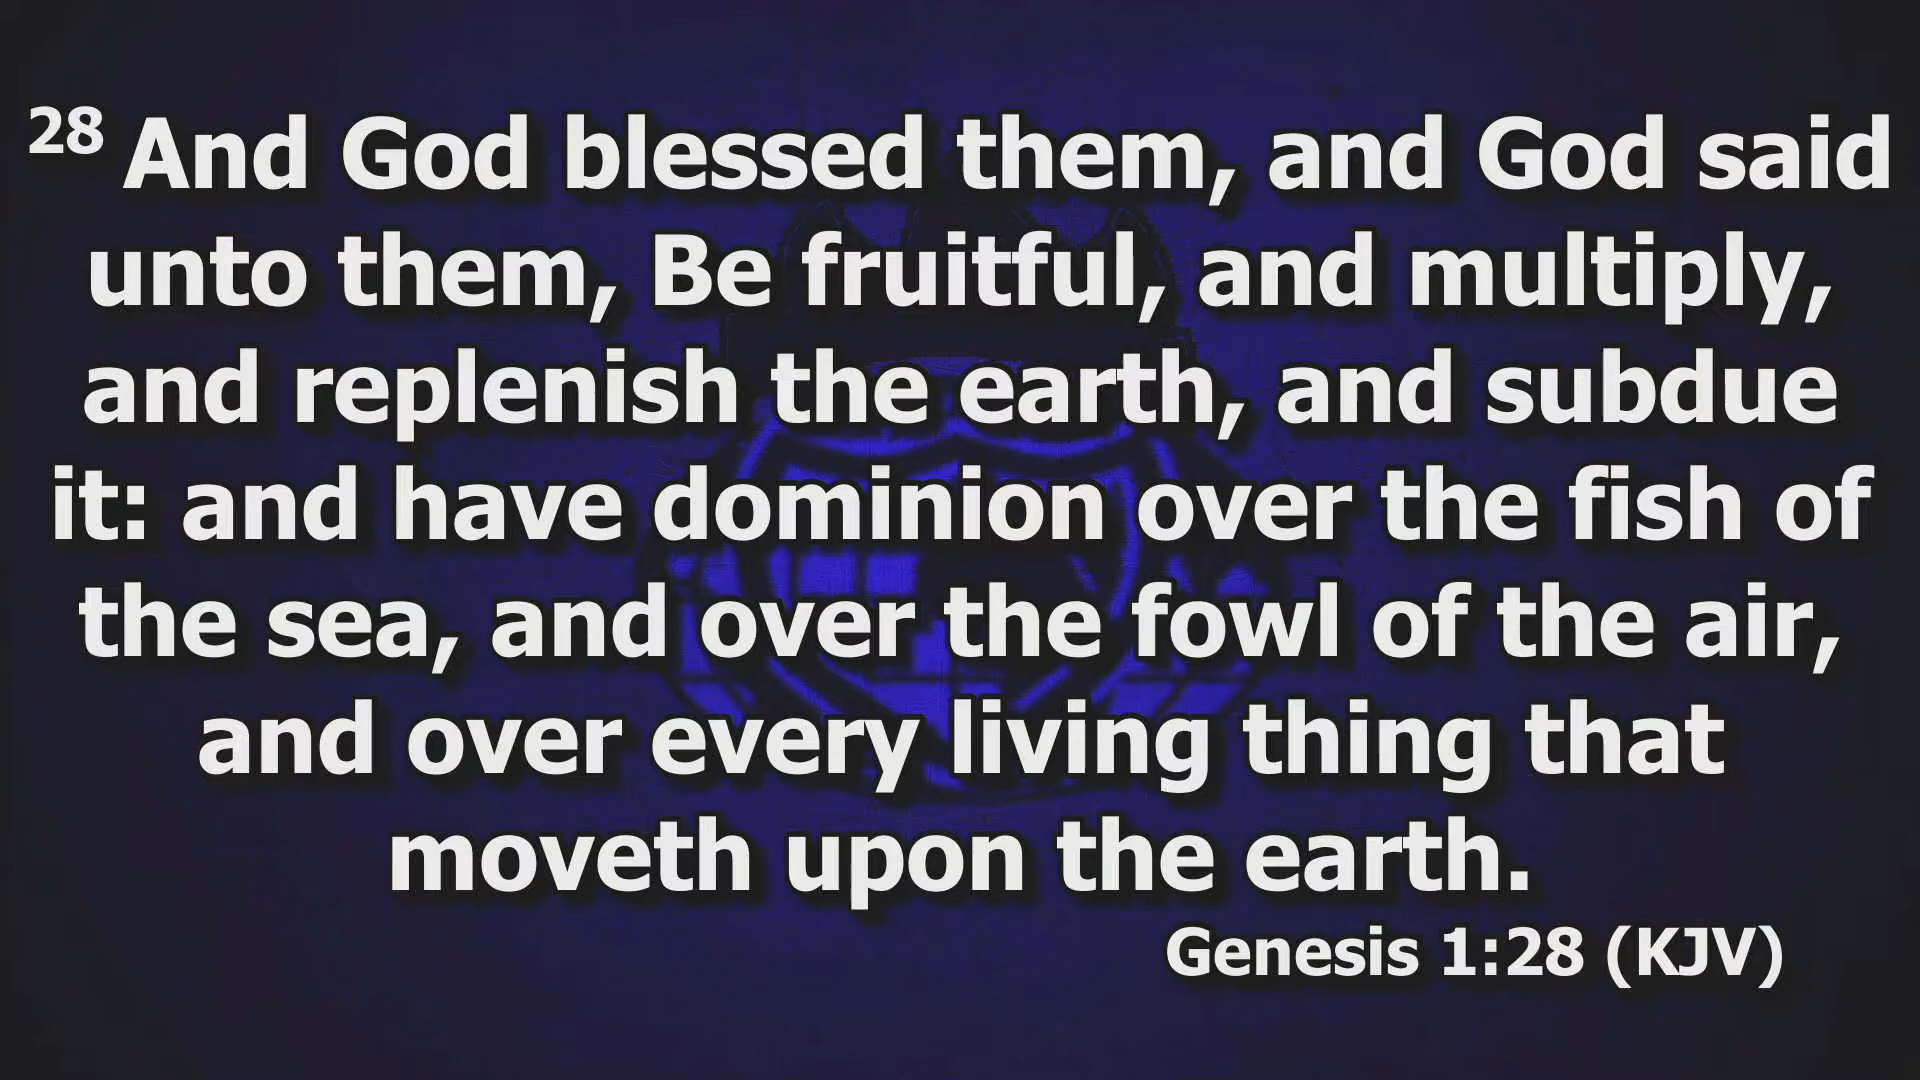 28 And God blessed them, and God said
unto them, Be fruitful, and multiply,
and replenish the earth, and subdue
it: and have dominion over the fish of
the sea, and over the fowl of the air,
and over every living thing that
moveth upon the earth.
Genesis 1:28 (KJV)